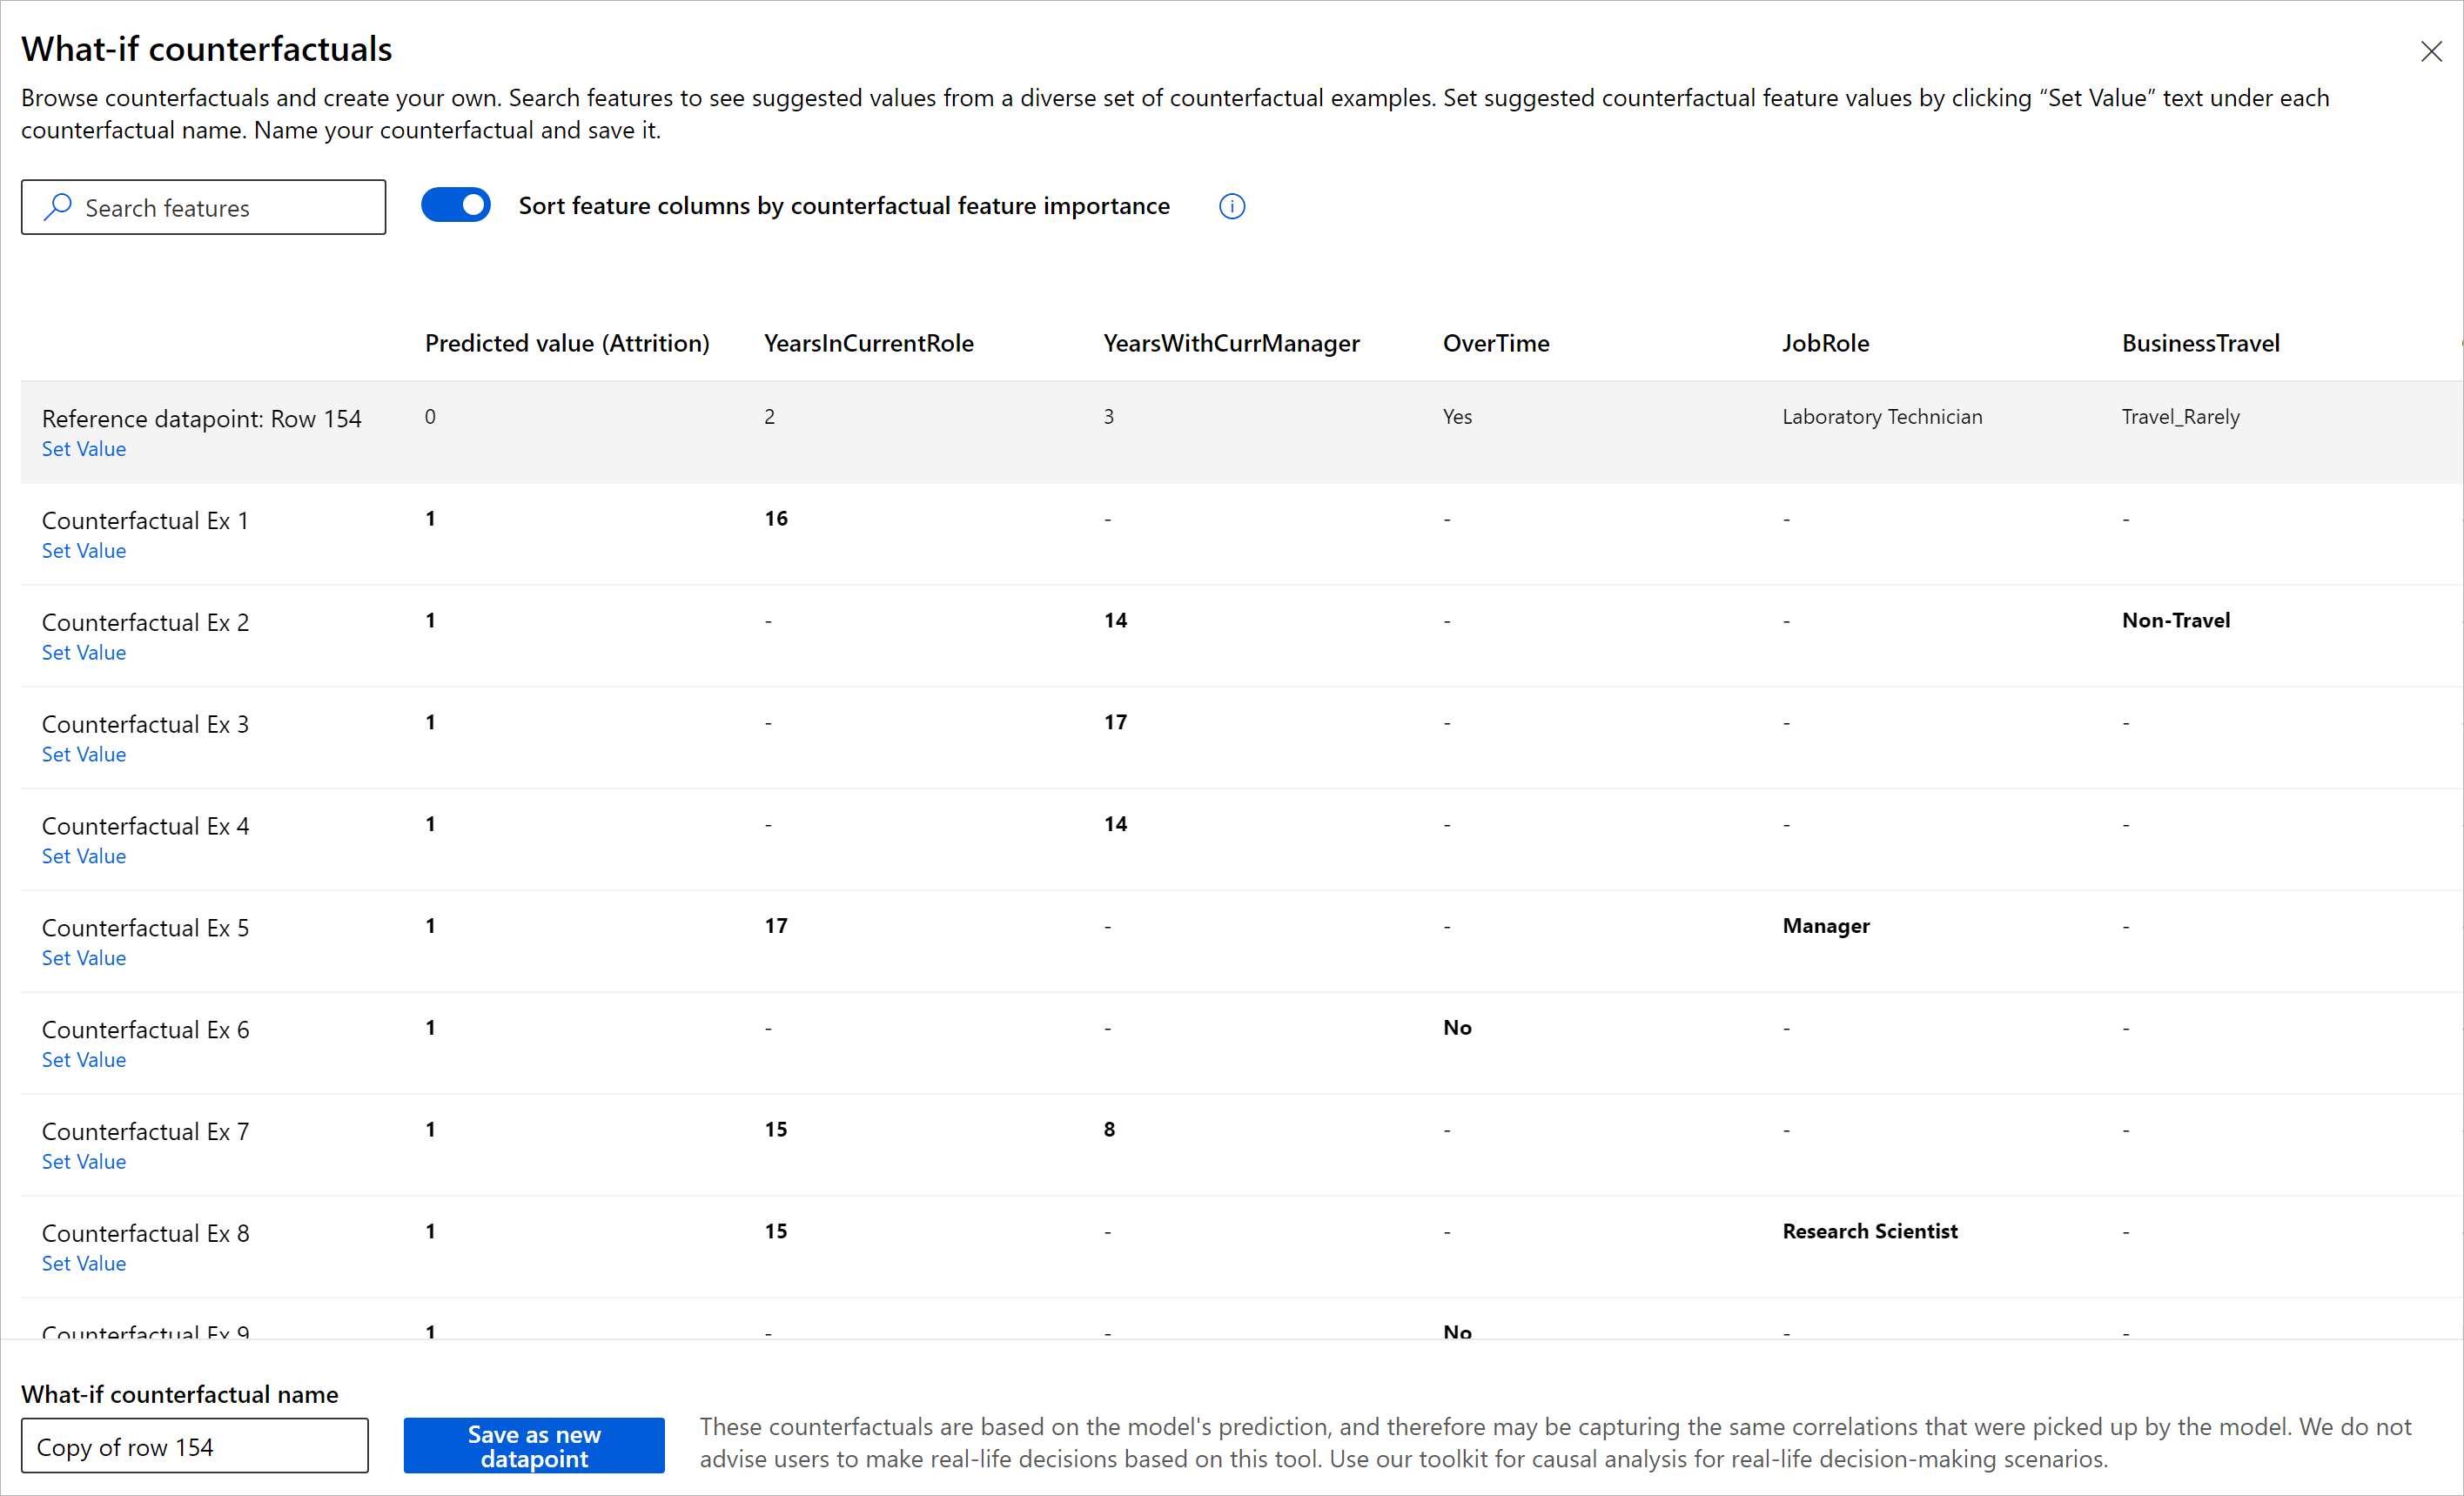 What-if counterfactuals
Browse counterfactuals and create your own. Search features to see suggested values from a diverse set of counterfactual examples. Set suggested counterfactual feature values by clicking “Set Value” text under each
counterfactual name. Name your counterfactual and save it.
Search features
Sort feature columns by counterfactual feature importance
Predicted value (Attrition) YearsInCurrentRole YearsWithCurrManager OverTime JobRole BusinessTravel
Reference datapoint: Row 154 0 2 3 Yes Laboratory Technician Travel_Rarely
Set Value
Counterfactual Ex 1 1 16 - - - -
Set Value
Counterfactual Ex 2 1 - 14 - - Non-Travel
Set Value
Counterfactual Ex 3 1 - 17 - - -
Set Value
Counterfactual Ex 4 1 - 14 - - -
Set Value
Counterfactual Ex 5 1 17 - - Manager -
Set Value
Counterfactual Ex 6 1 - - No - -
Set Value
Counterfactual Ex 7 1 15 8 - - -
Set Value
Counterfactual Ex 8 1 15 - - Research Scientist -
Set Value
Counterfactual Ex 9 1 - - No - -
What-if counterfactual name
Copy of row 154
Save as new
datapoint
These counterfactuals are based on the model's prediction, and therefore may be capturing the same correlations that were picked up by the model. We do not
advise users to make real-life decisions based on this tool. Use our toolkit for causal analysis for real-life decision-making scenarios.